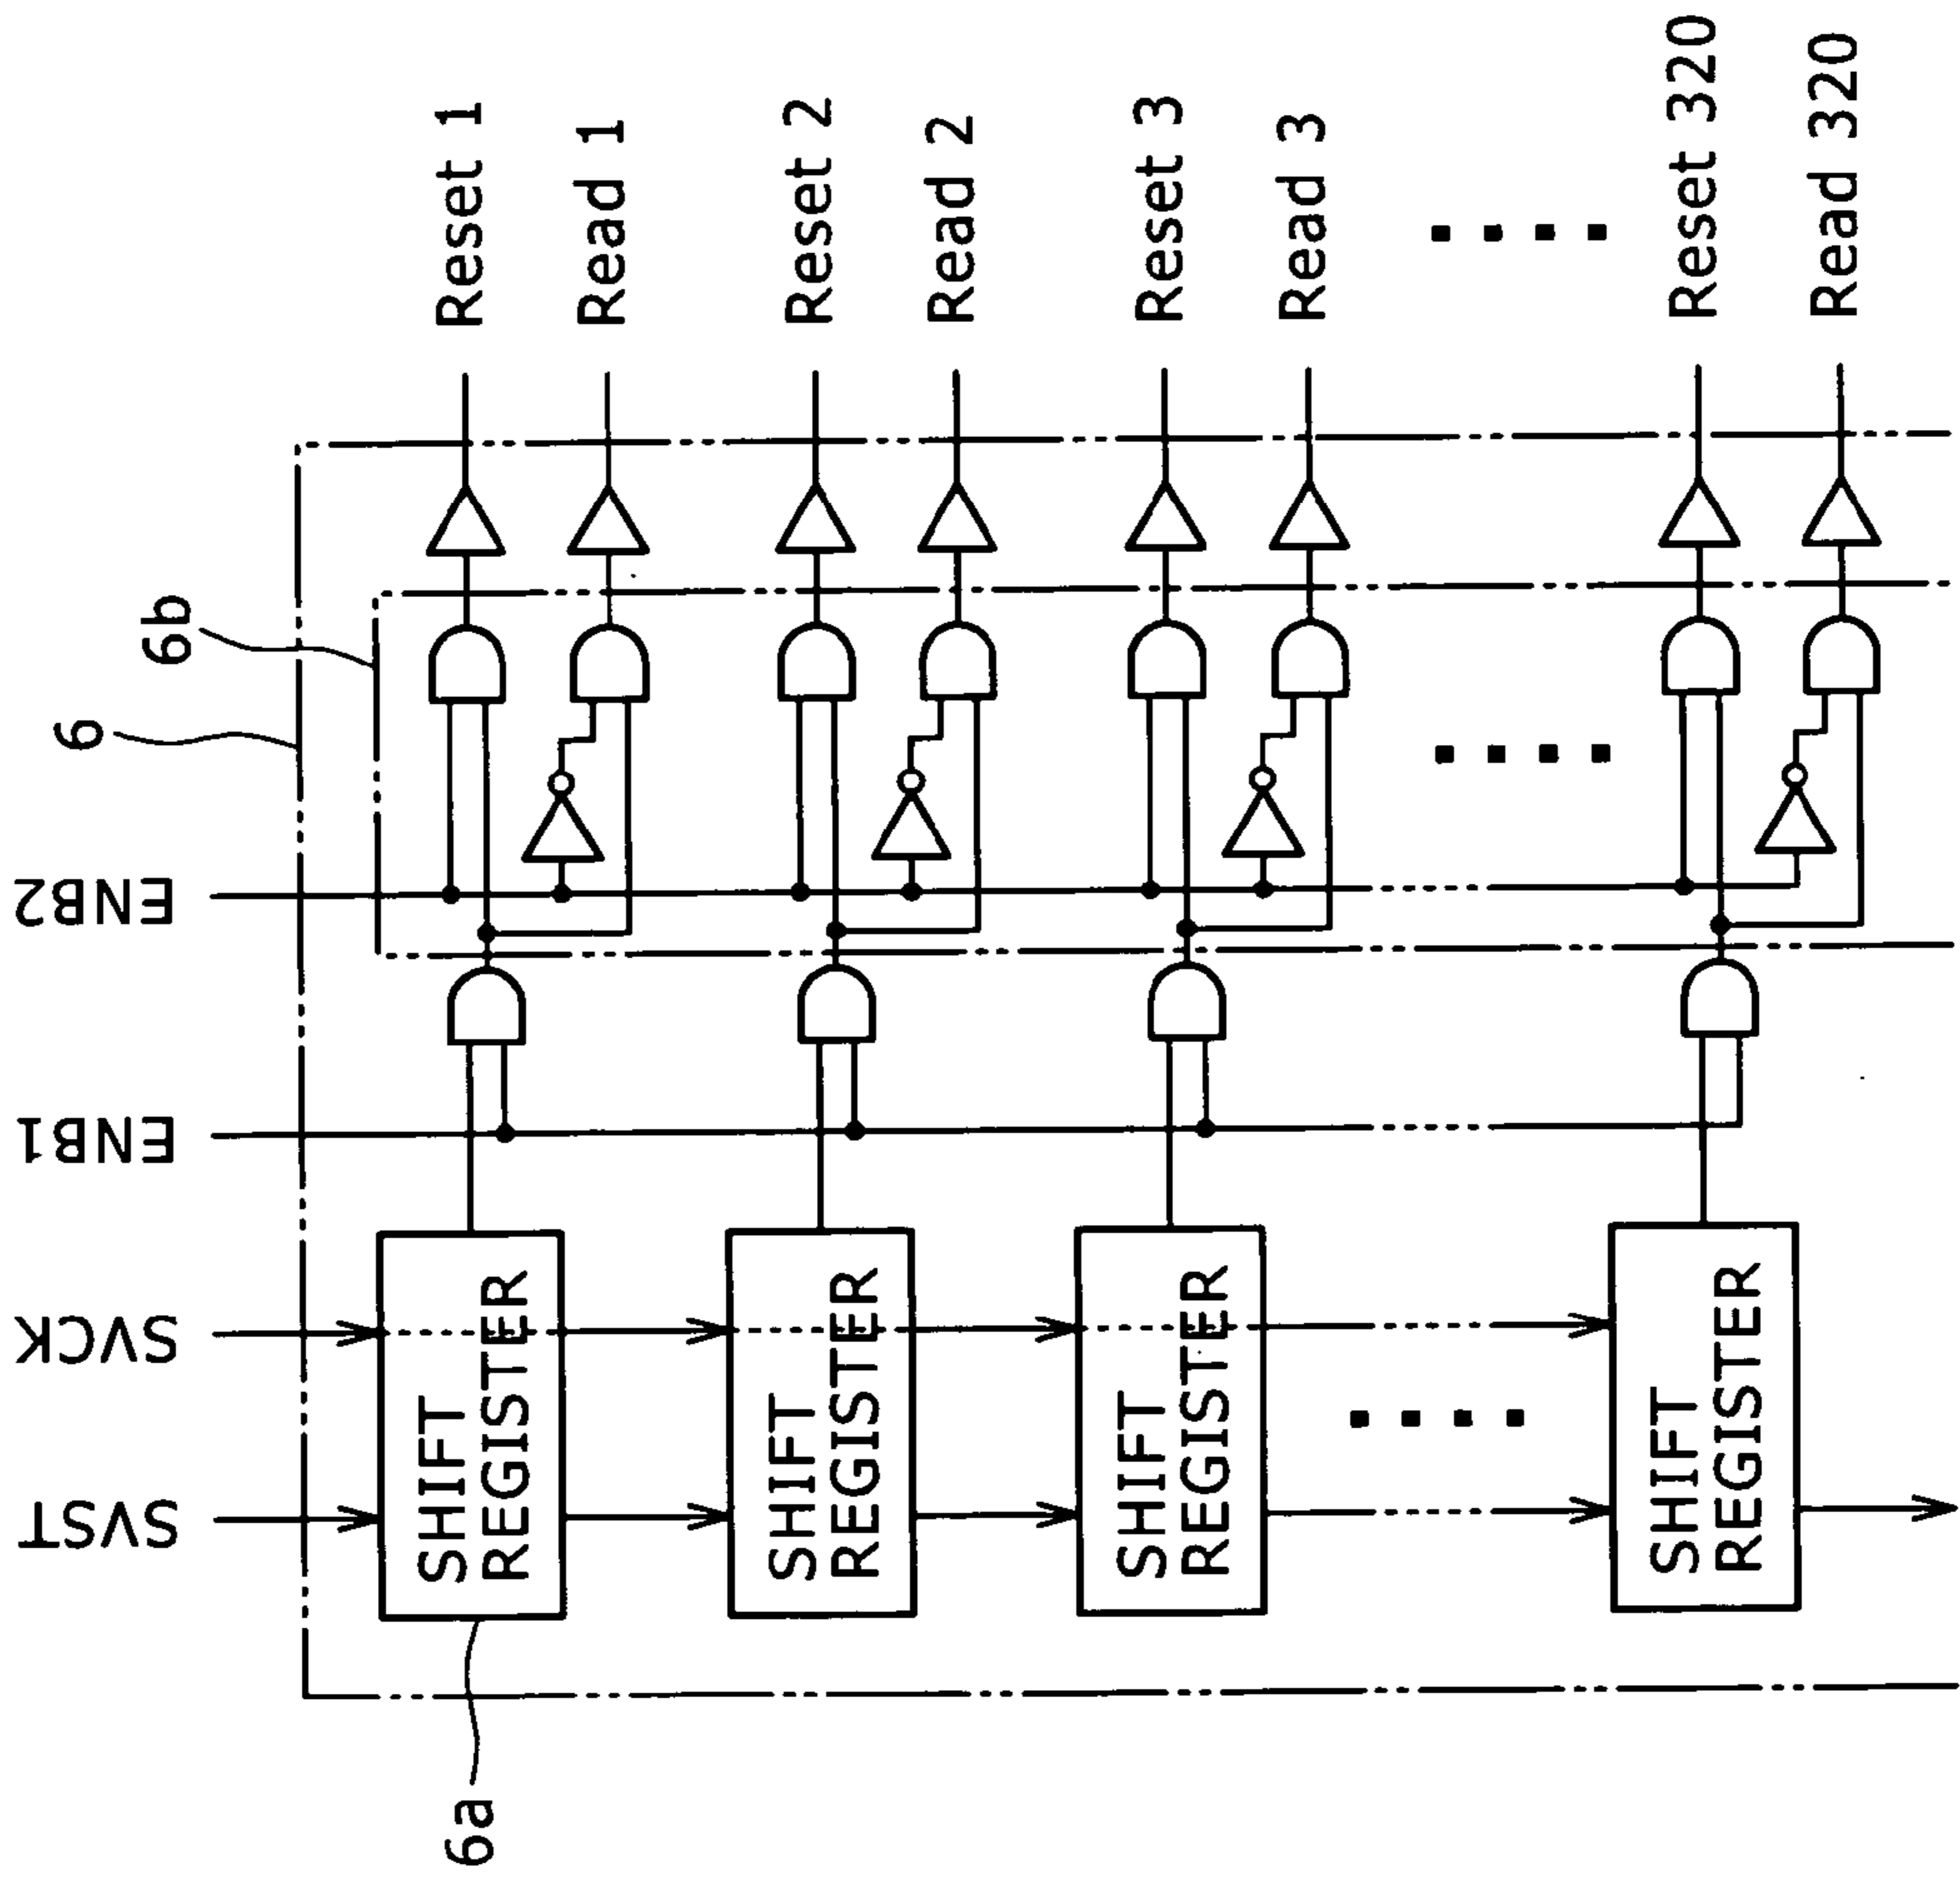 6
6b
6a
SVST
SVCK
ENB1
ENB2
SHIFT
REGISTER
Reset 1
Read 1
SHIFT
REGISTER
Reset 2
Read 2
SHIFT
REGISTER
Reset 3
Read 3
SHIFT
REGISTER
Reset 320
Read 320